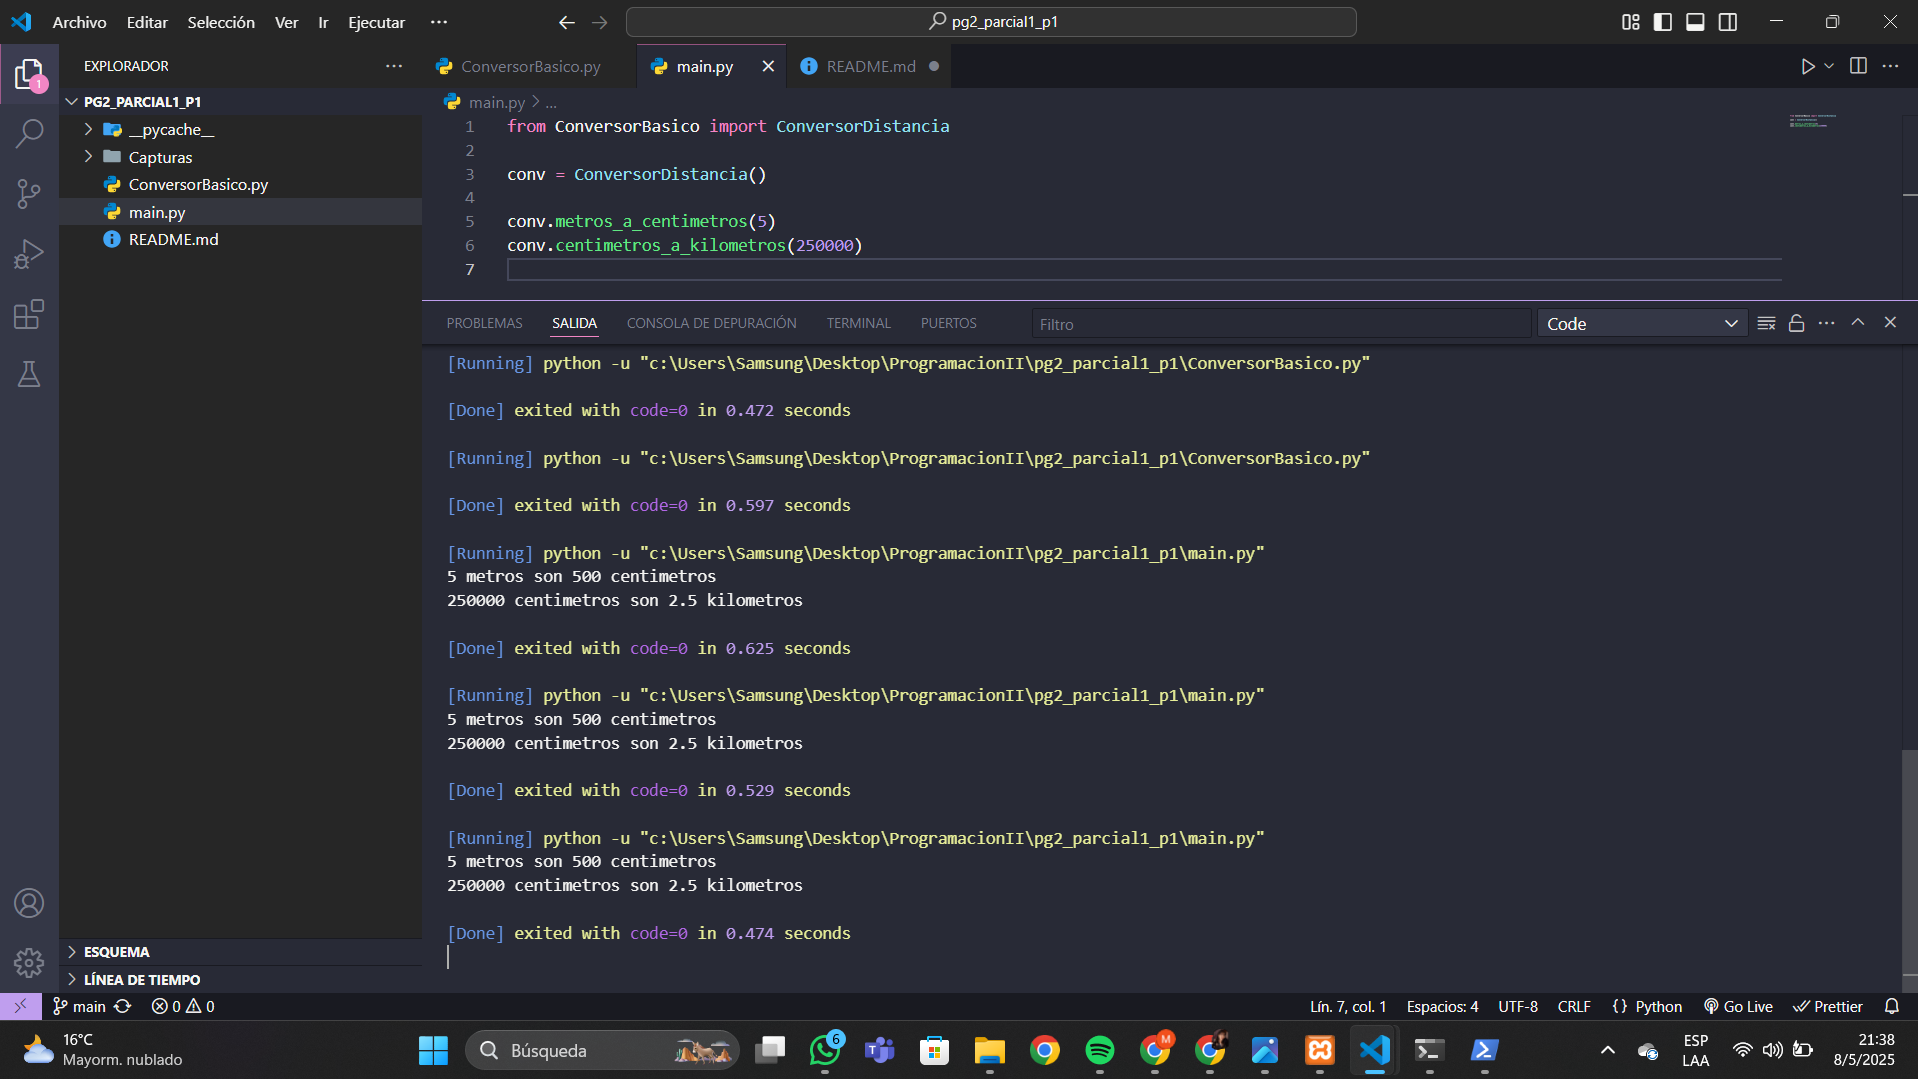 Archivo Editar Selección Ver Ir Ejecutar ···
pg2_parcial1_p1
EXPLORADOR
PG2_PARCIAL1_P1
__pycache__
Capturas
ConversorBasico.py
main.py
README.md
ESQUEMA
LÍNEA DE TIEMPO
ConversorBasico.py main.py README.md
main.py > ...
1 from ConversorBasico import ConversorDistancia
2
3 conv = ConversorDistancia()
4
5 conv.metros_a_centimetros(5)
6 conv.centimetros_a_kilometros(250000)
7
PROBLEMAS SALIDA CONSOLA DE DEPURACIÓN TERMINAL PUERTOS Filtro Code
[Running] python -u "c:\Users\Samsung\Desktop\ProgramacionII\pg2_parcial1_p1\ConversorBasico.py"
[Done] exited with code=0 in 0.472 seconds
[Running] python -u "c:\Users\Samsung\Desktop\ProgramacionII\pg2_parcial1_p1\ConversorBasico.py"
[Done] exited with code=0 in 0.597 seconds
[Running] python -u "c:\Users\Samsung\Desktop\ProgramacionII\pg2_parcial1_p1\main.py"
5 metros son 500 centimetros
250000 centimetros son 2.5 kilometros
[Done] exited with code=0 in 0.625 seconds
[Running] python -u "c:\Users\Samsung\Desktop\ProgramacionII\pg2_parcial1_p1\main.py"
5 metros son 500 centimetros
250000 centimetros son 2.5 kilometros
[Done] exited with code=0 in 0.529 seconds
[Running] python -u "c:\Users\Samsung\Desktop\ProgramacionII\pg2_parcial1_p1\main.py"
5 metros son 500 centimetros
250000 centimetros son 2.5 kilometros
[Done] exited with code=0 in 0.474 seconds
main 0 0 Lín. 7, col. 1 Espacios: 4 UTF-8 CRLF {} Python Go Live Prettier
16°C
Mayorm. nublado
Búsqueda
6
M
ESP
LAA
21:38
8/5/2025
1